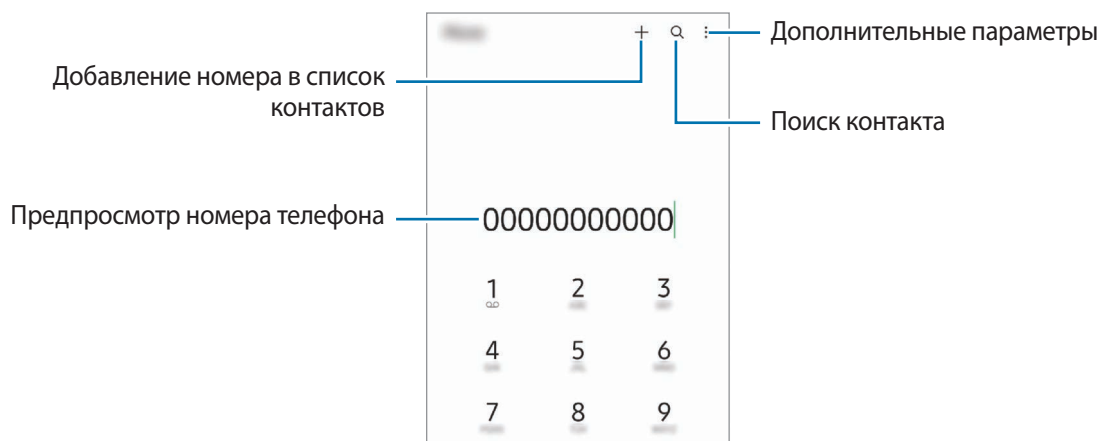 Дополнительные параметры
Добавление номера в список
контактов
Поиск контакта
Предпросмотр номера телефона
00000000000
1 2 3
4 5 6
7 8 9